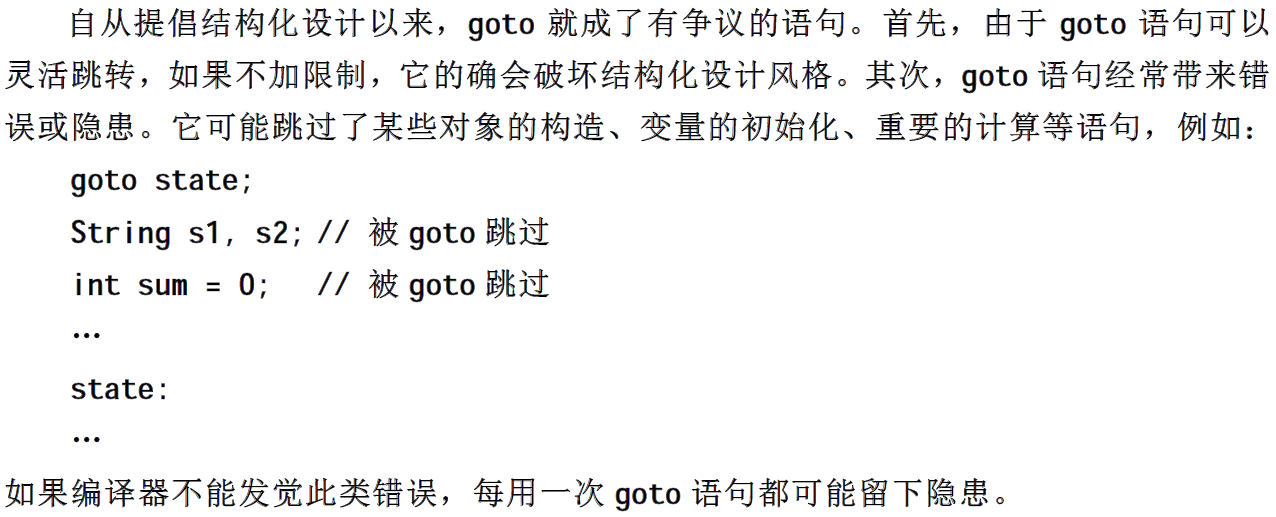 自从提倡结构化设计以来，goto 就成了有争议的语句。首先，由于 goto 语句可以
灵活跳转，如果不加限制，它的确会破坏结构化设计风格。其次，goto 语句经常带来错
误或隐患。它可能跳过了某些对象的构造、变量的初始化、重要的计算等语句，例如：
goto state;
String s1, s2; // 被 goto 跳过
int sum = 0; // 被 goto 跳过
…
state:
…
如果编译器不能发觉此类错误，每用一次 goto 语句都可能留下隐患。